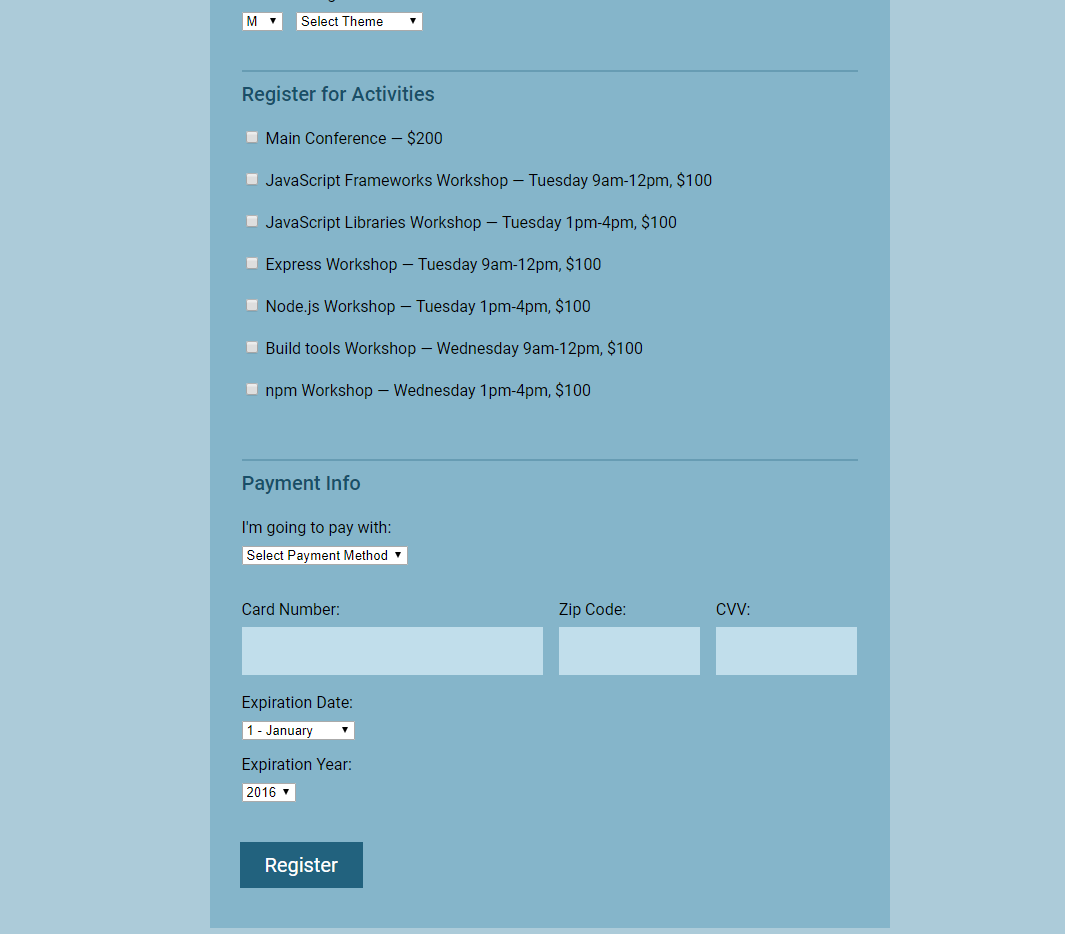 M Select Theme
Register for Activities
Main Conference — $200
JavaScript Frameworks Workshop — Tuesday 9am-12pm, $100
JavaScript Libraries Workshop — Tuesday 1pm-4pm, $100
Express Workshop — Tuesday 9am-12pm, $100
Node.js Workshop — Tuesday 1pm-4pm, $100
Build tools Workshop — Wednesday 9am-12pm, $100
npm Workshop — Wednesday 1pm-4pm, $100
Payment Info
I'm going to pay with:
Select Payment Method
Card Number: Zip Code: CVV:
Expiration Date:
1 - January
Expiration Year:
2016
Register